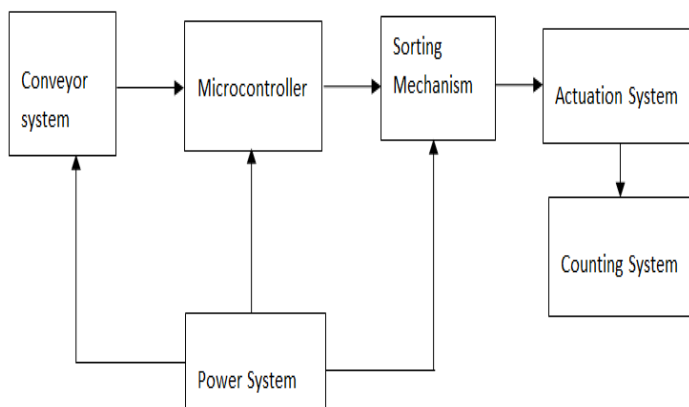 Conveyor
system
Microcontroller
Sorting
Mechanism
Actuation System
Counting System
Power System